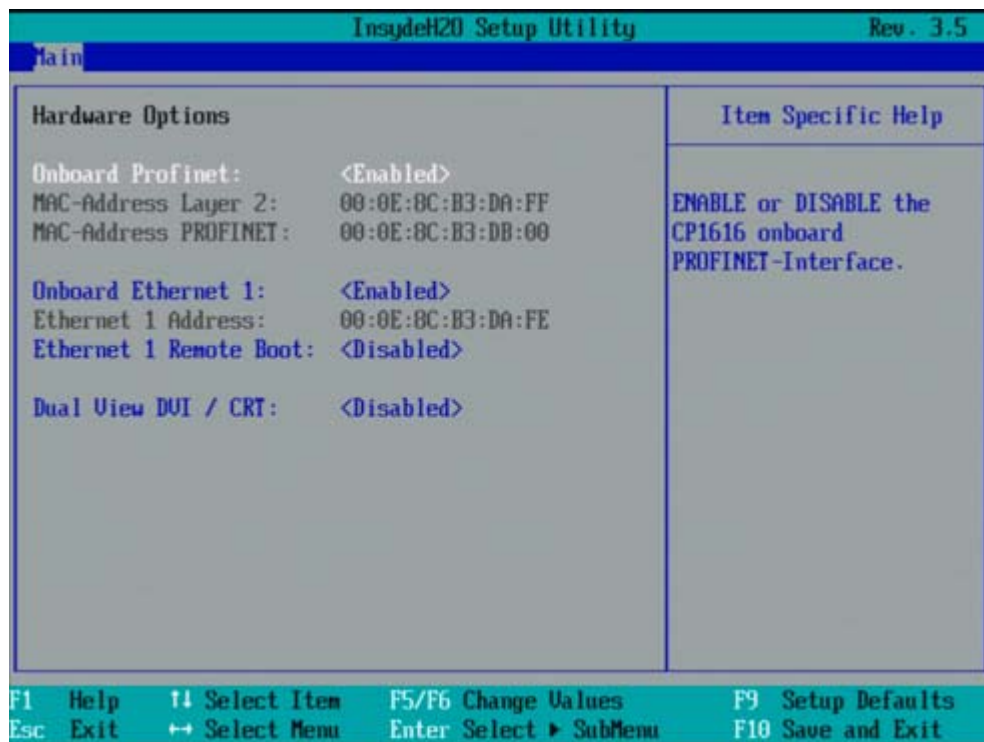 InsydeH20 Setup Utility Rev. 3.5
Main
Hardware Options
Onboard Profinet: <Enabled>
MAC-Address Layer 2: 00:0E:8C:B3:DA:FF
MAC-Address PROFINET: 00:0E:8C:B3:DB:00
Onboard Ethernet 1: <Enabled>
Ethernet 1 Address: 00:0E:8C:B3:DA:FE
Ethernet 1 Remote Boot: <Disabled>
Dual View DVI / CRT: <Disabled>
Item Specific Help
ENABLE or DISABLE the
CP1616 onboard
PROFINET-Interface.
F1 Help ↑↓ Select Item F5/F6 Change Values F9 Setup Defaults
Esc Exit ↔ Select Menu Enter Select ▶ SubMenu F10 Save and Exit